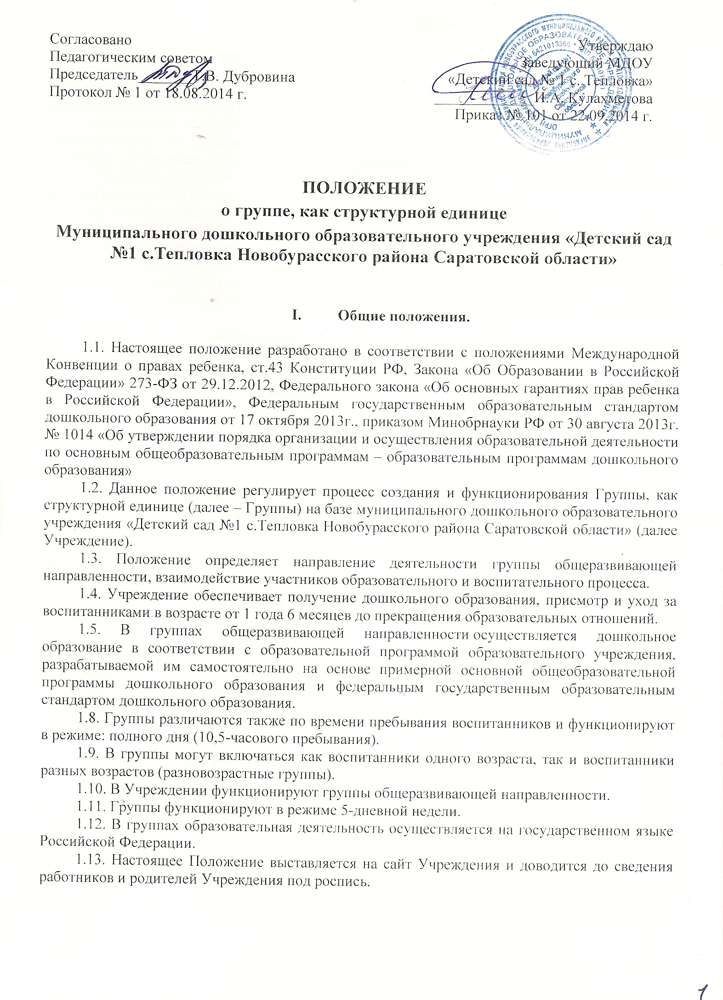 Согласовано
Педагогическим советом
Председатель Т.В. Дубровина
Протокол № 1 от 18.08.2014 г.
Утверждаю
Заведующий МДОУ
«Детский сад № 1 с. Тепловка»
И.А. Кулахметова
Приказ № 101 от 22.09.2014 г.
ПОЛОЖЕНИЕ
о группе, как структурной единице
Муниципального дошкольного образовательного учреждения «Детский сад
№1 с.Тепловка Новобурасского района Саратовской области»
I. Общие положения.
1.1. Настоящее положение разработано в соответствии с положениями Международной
Конвенции о правах ребенка, ст.43 Конституции РФ, Закона «Об Образовании в Российской
Федерации» 273-ФЗ от 29.12.2012, Федерального закона «Об основных гарантиях прав ребенка
в Российской Федерации», Федеральным государственным образовательным стандартом
дошкольного образования от 17 октября 2013г., приказом Минобрнауки РФ от 30 августа 2013г.
№ 1014 «Об утверждении порядка организации и осуществления образовательной деятельности
по основным общеобразовательным программам – образовательным программам дошкольного
образования»
1.2. Данное положение регулирует процесс создания и функционирования Группы, как
структурной единице (далее – Группы) на базе муниципального дошкольного образовательного
учреждения «Детский сад №1 с.Тепловка Новобурасского района Саратовской области» (далее
Учреждение).
1.3. Положение определяет направление деятельности группы общеразвивающей
направленности, взаимодействие участников образовательного и воспитательного процесса.
1.4. Учреждение обеспечивает получение дошкольного образования, присмотр и уход за
воспитанниками в возрасте от 1 года 6 месяцев до прекращения образовательных отношений.
1.5. В группах общеразвивающей направленности осуществляется дошкольное
образование в соответствии с образовательной программой образовательного учреждения,
разрабатываемой им самостоятельно на основе примерной основной общеобразовательной
программы дошкольного образования и федеральным государственным образовательным
стандартом дошкольного образования.
1.8. Группы различаются также по времени пребывания воспитанников и функционируют
в режиме: полного дня (10,5-часового пребывания).
1.9. В группы могут включаться как воспитанники одного возраста, так и воспитанники
разных возрастов (разновозрастные группы).
1.10. В Учреждении функционируют группы общеразвивающей направленности.
1.11. Группы функционируют в режиме 5-дневной недели.
1.12. В группах образовательная деятельность осуществляется на государственном языке
Российской Федерации.
1.13. Настоящее Положение выставляется на сайт Учреждения и доводится до сведения
работников и родителей Учреждения под роспись.
1